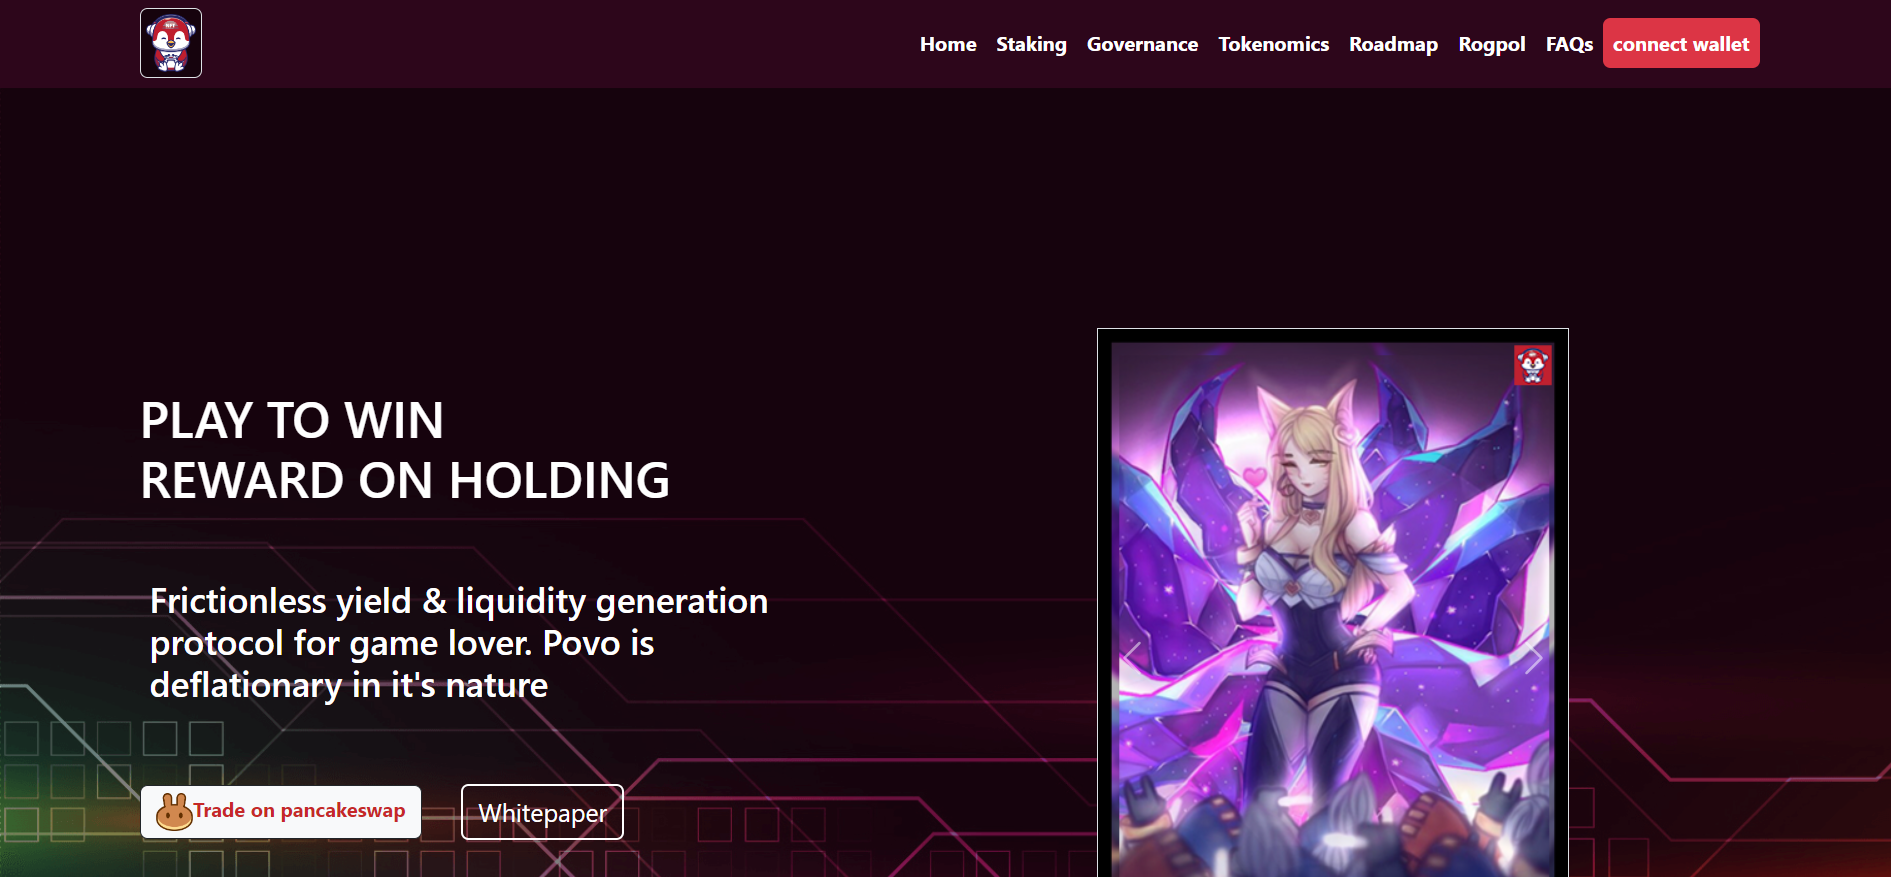 NFT
Home Staking Governance Tokenomics Roadmap Rogpol FAQs connect wallet
PLAY TO WIN
REWARD ON HOLDING
Frictionless yield & liquidity generation
protocol for game lover. Povo is
deflationary in it's nature
Trade on pancakeswap
Whitepaper